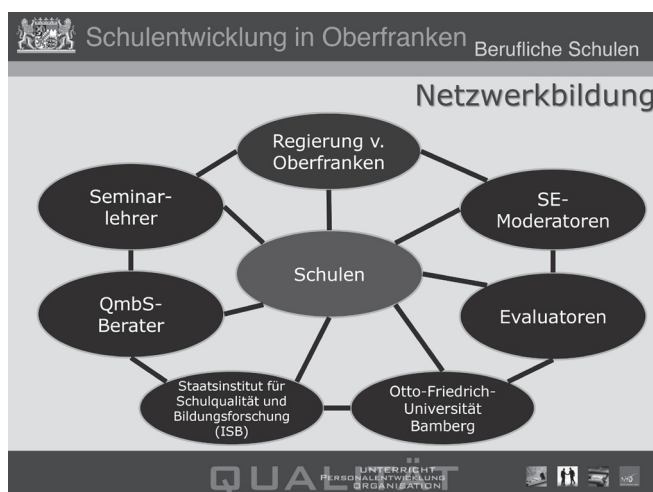 Schulentwicklung in Oberfranken Berufliche Schulen
Netzwerkbildung
Regierung v.
Oberfranken
Seminar-
lehrer
SE-
Moderatoren
Schulen
QmbS-
Berater
Evaluatoren
Staatsinstitut für
Schulqualität und
Bildungsforschung
(ISB)
Otto-Friedrich-
Universität
Bamberg
QUALITÄT
UNTERRICHT
PERSONALENTWICKLUNG
ORGANISATION